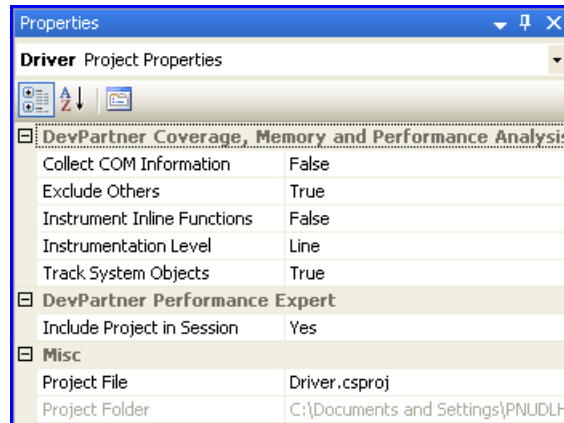 Properties
Driver Project Properties
DevPartner Coverage, Memory and Performance Analysis
Collect COM Information False
Exclude Others True
Instrument Inline Functions False
Instrumentation Level Line
Track System Objects True
DevPartner Performance Expert
Include Project in Session Yes
Misc
Project File Driver.csproj
Project Folder C:\Documents and Settings\PNUDLH